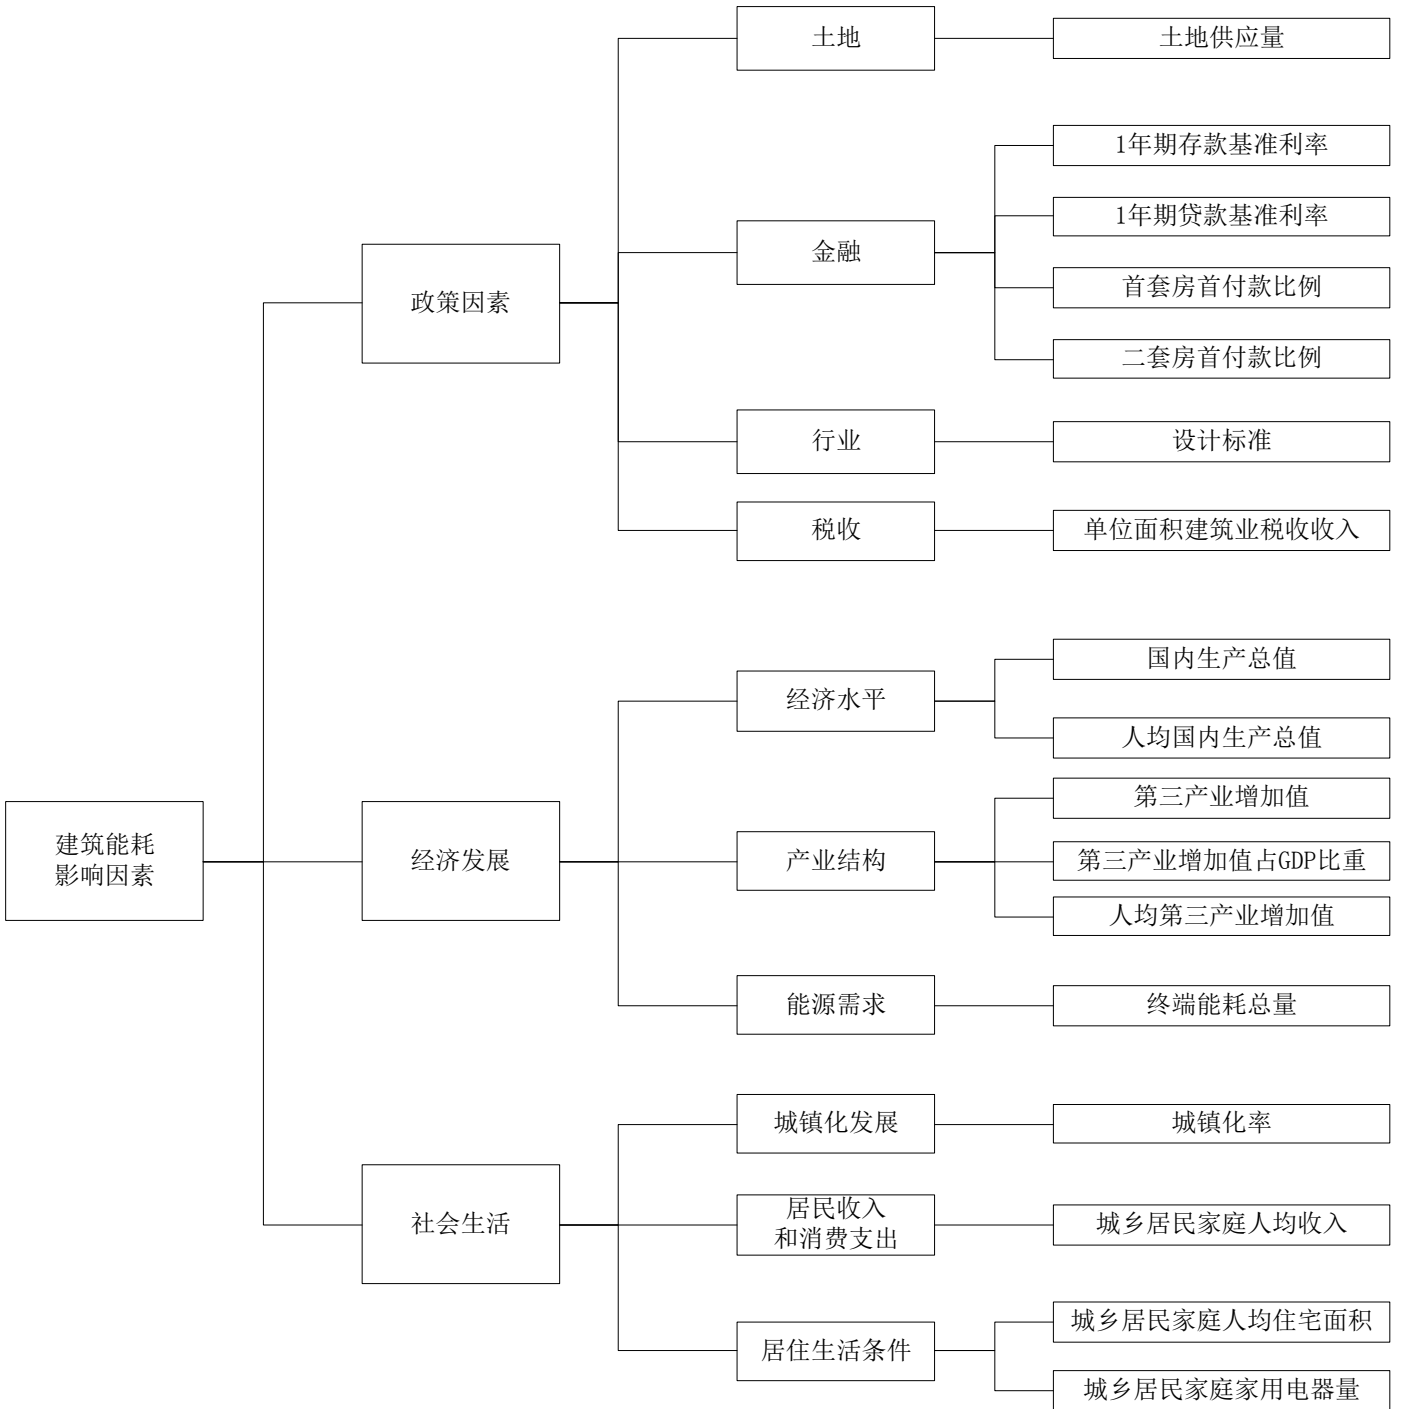 建筑能耗
影响因素
政策因素
土地
土地供应量
金融
1年期存款基准利率
1年期贷款基准利率
首套房首付款比例
二套房首付款比例
行业
设计标准
税收
单位面积建筑业税收收入
经济发展
经济水平
国内生产总值
人均国内生产总值
产业结构
第三产业增加值
第三产业增加值占GDP比重
人均第三产业增加值
能源需求
终端能耗总量
社会生活
城镇化发展
城镇化率
居民收入
和消费支出
城乡居民家庭人均收入
居住生活条件
城乡居民家庭人均住宅面积
城乡居民家庭家用电器量